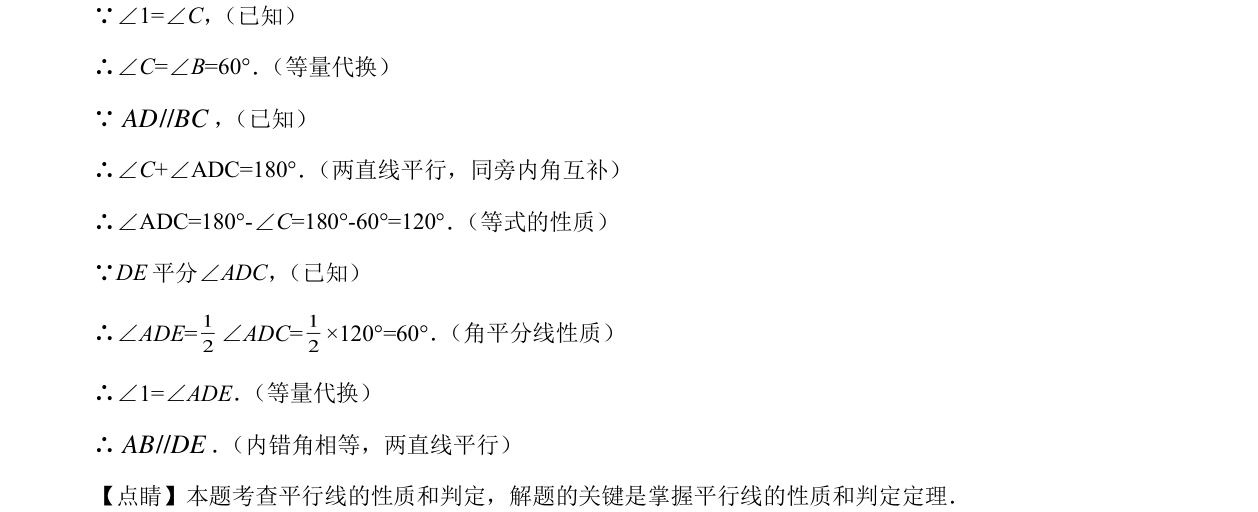 ∵∠1=∠C，（已知）
∴∠C=∠B=60°．（等量代换）
∵ AD//BC ，（已知）
∴∠C+∠ADC=180°．（两直线平行，同旁内角互补）
∴∠ADC=180°-∠C=180°-60°=120°．（等式的性质）
∵DE 平分∠ADC，（已知）
∴∠ADE=1/2 ∠ADC=1/2 ×120°=60°．（角平分线性质）
∴∠1=∠ADE．（等量代换）
∴ AB//DE ．（内错角相等，两直线平行）
【点睛】本题考查平行线的性质和判定，解题的关键是掌握平行线的性质和判定定理．